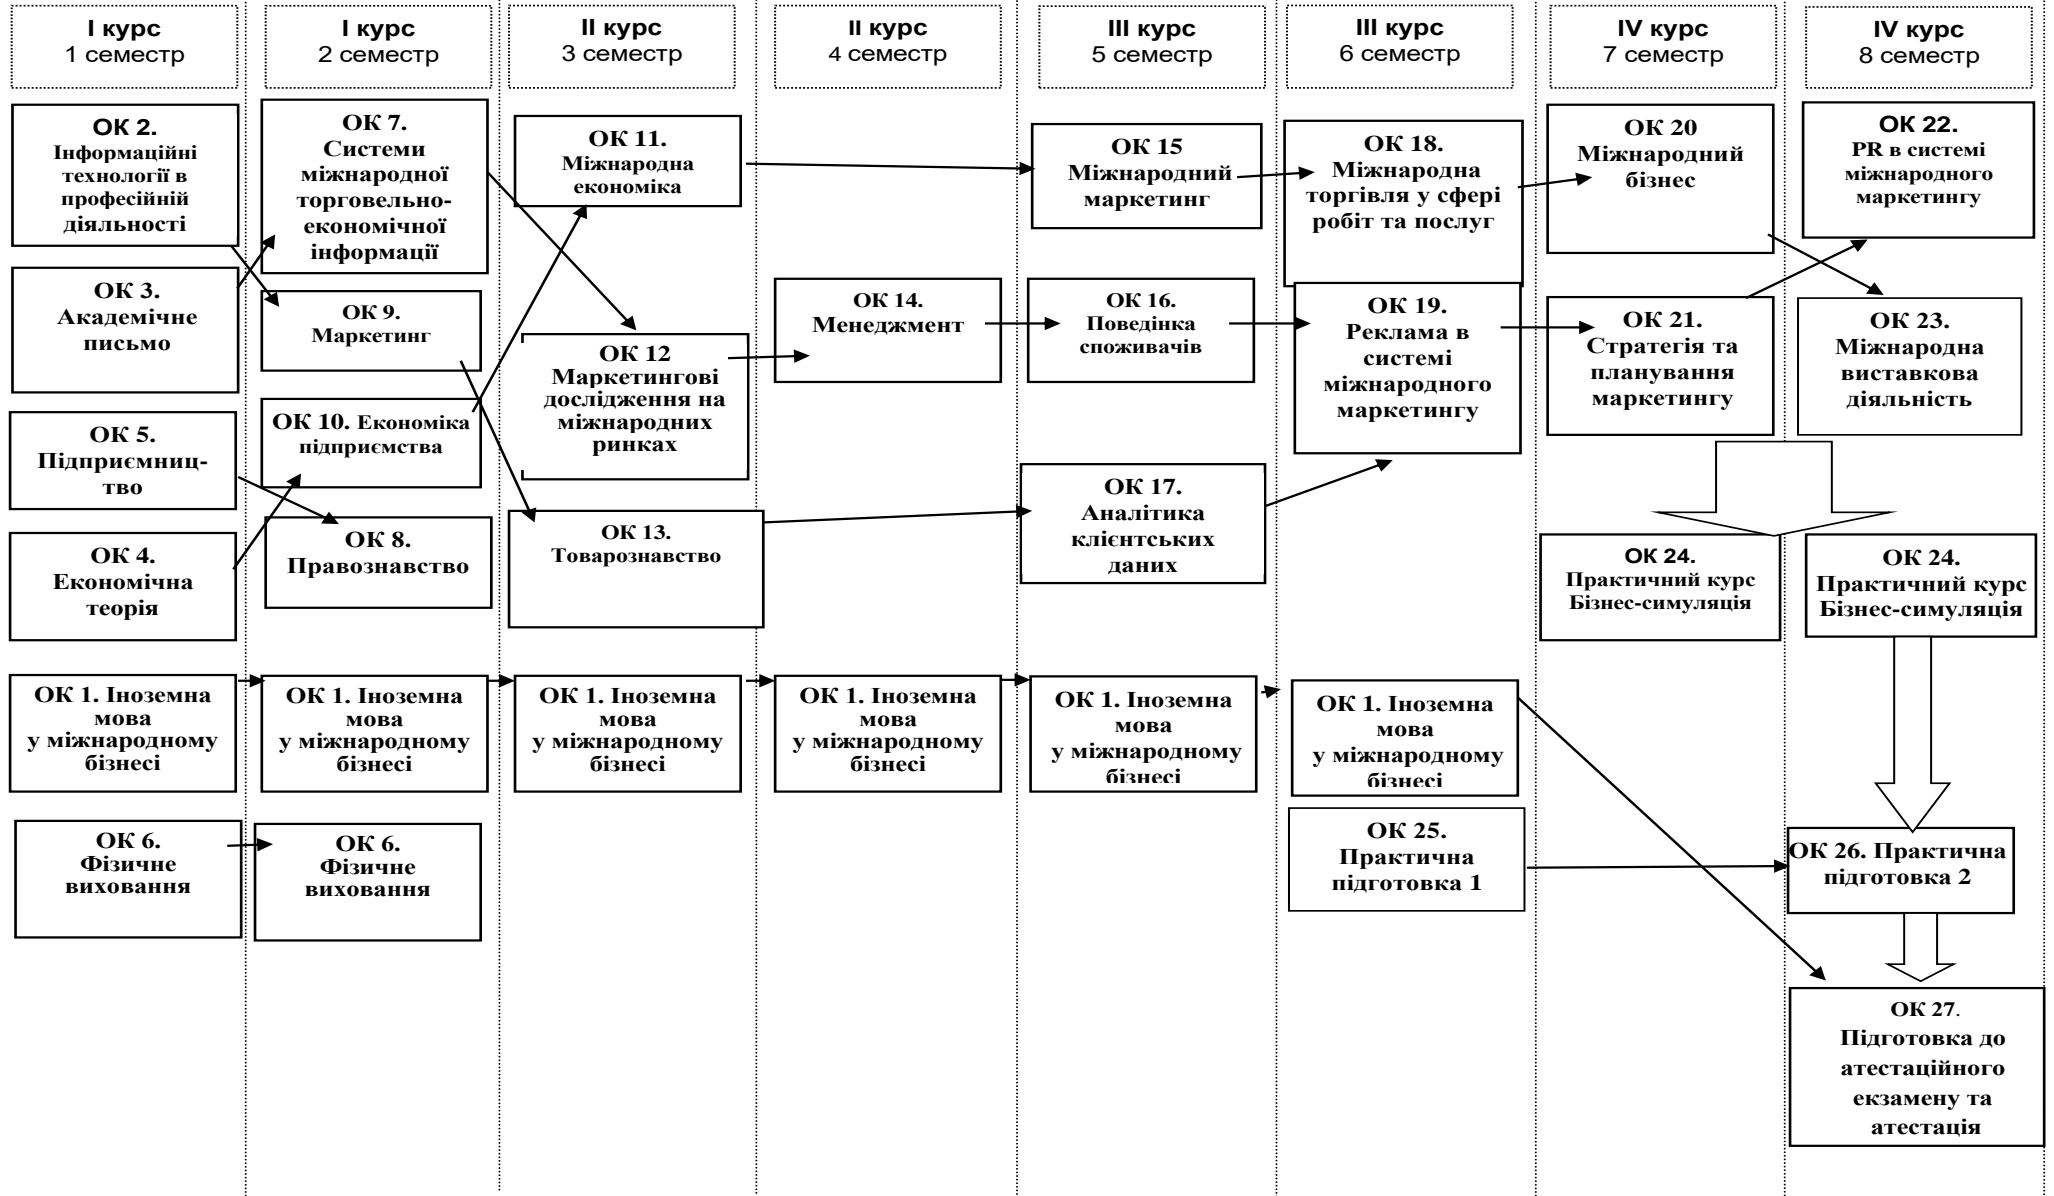 I курс
1 семестр
I курс
2 семестр
II курс
3 семестр
II курс
4 семестр
III курс
5 семестр
III курс
6 семестр
IV курс
7 семестр
IV курс
8 семестр
ОК 2.
Інформаційні
технології в
професійній
діяльності
ОК 3.
Академічне
письмо
ОК 5.
Підприємниц-
тво
ОК 4.
Економічна
теорія
ОК 1. Іноземна
мова
у міжнародному
бізнесі
ОК 6.
Фізичне
виховання
ОК 7.
Системи
міжнародної
торговельно-
економічної
інформації
ОК 9.
Маркетинг
ОК 10. Економіка
підприємства
ОК 8.
Правознавство
ОК 1. Іноземна
мова
у міжнародному
бізнесі
ОК 6.
Фізичне
виховання
ОК 11.
Міжнародна
економіка
ОК 12
Маркетингові
дослідження на
міжнародних
ринках
ОК 13.
Товарознавство
ОК 1. Іноземна
мова
у міжнародному
бізнесі
ОК 14.
Менеджмент
ОК 1. Іноземна
мова
у міжнародному
бізнесі
ОК 15
Міжнародний
маркетинг
ОК 16.
Поведінка
споживачів
ОК 17.
Аналітика
клієнтських
даних
ОК 1. Іноземна
мова
у міжнародному
бізнесі
ОК 18.
Міжнародна
торгівля у сфері
робіт та послуг
ОК 19.
Реклама в
системі
міжнародного
маркетингу
ОК 1. Іноземна
мова
у міжнародному
бізнесі
ОК 25.
Практична
підготовка 1
ОК 20
Міжнародний
бізнес
ОК 21.
Стратегія та
планування
маркетингу
ОК 24.
Практичний курс
Бізнес-симуляція
ОК 22.
PR в системі
міжнародного
маркетингу
ОК 23.
Міжнародна
виставкова
діяльність
ОК 24.
Практичний курс
Бізнес-симуляція
ОК 26. Практична
підготовка 2
ОК 27.
Підготовка до
атестаційного
екзамену та
атестація